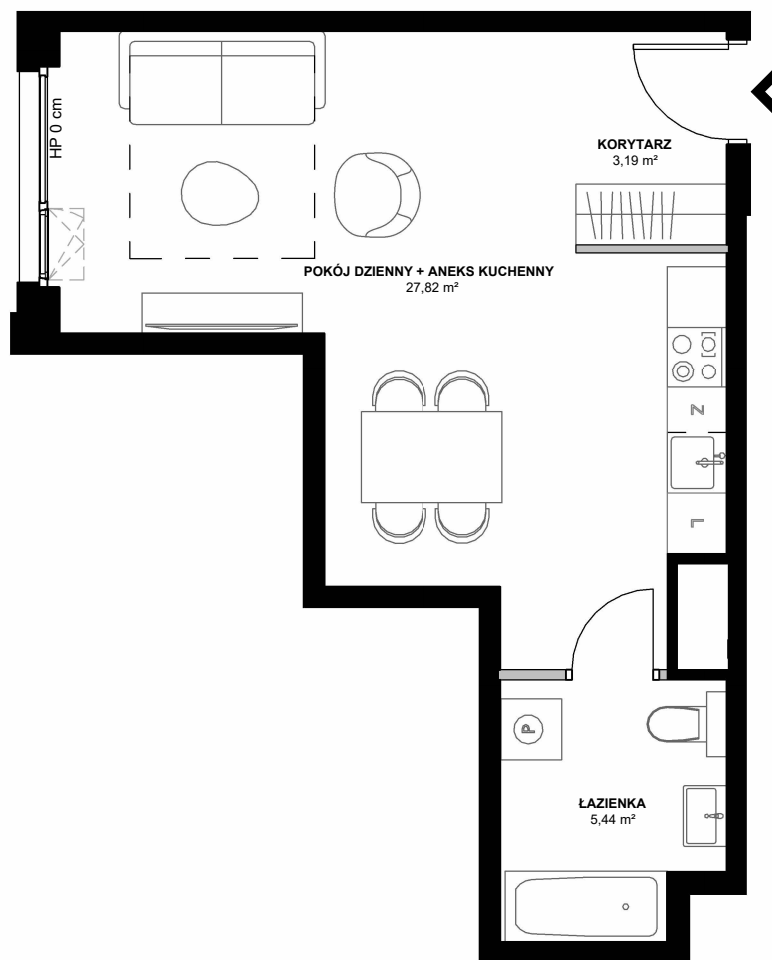 HP 0 cm
KORYTARZ
3,19 m²
POKÓJ DZIENNY + ANEKS KUCHENNY
27,82 m²
Z
L
P
ŁAZIENKA
5,44 m²